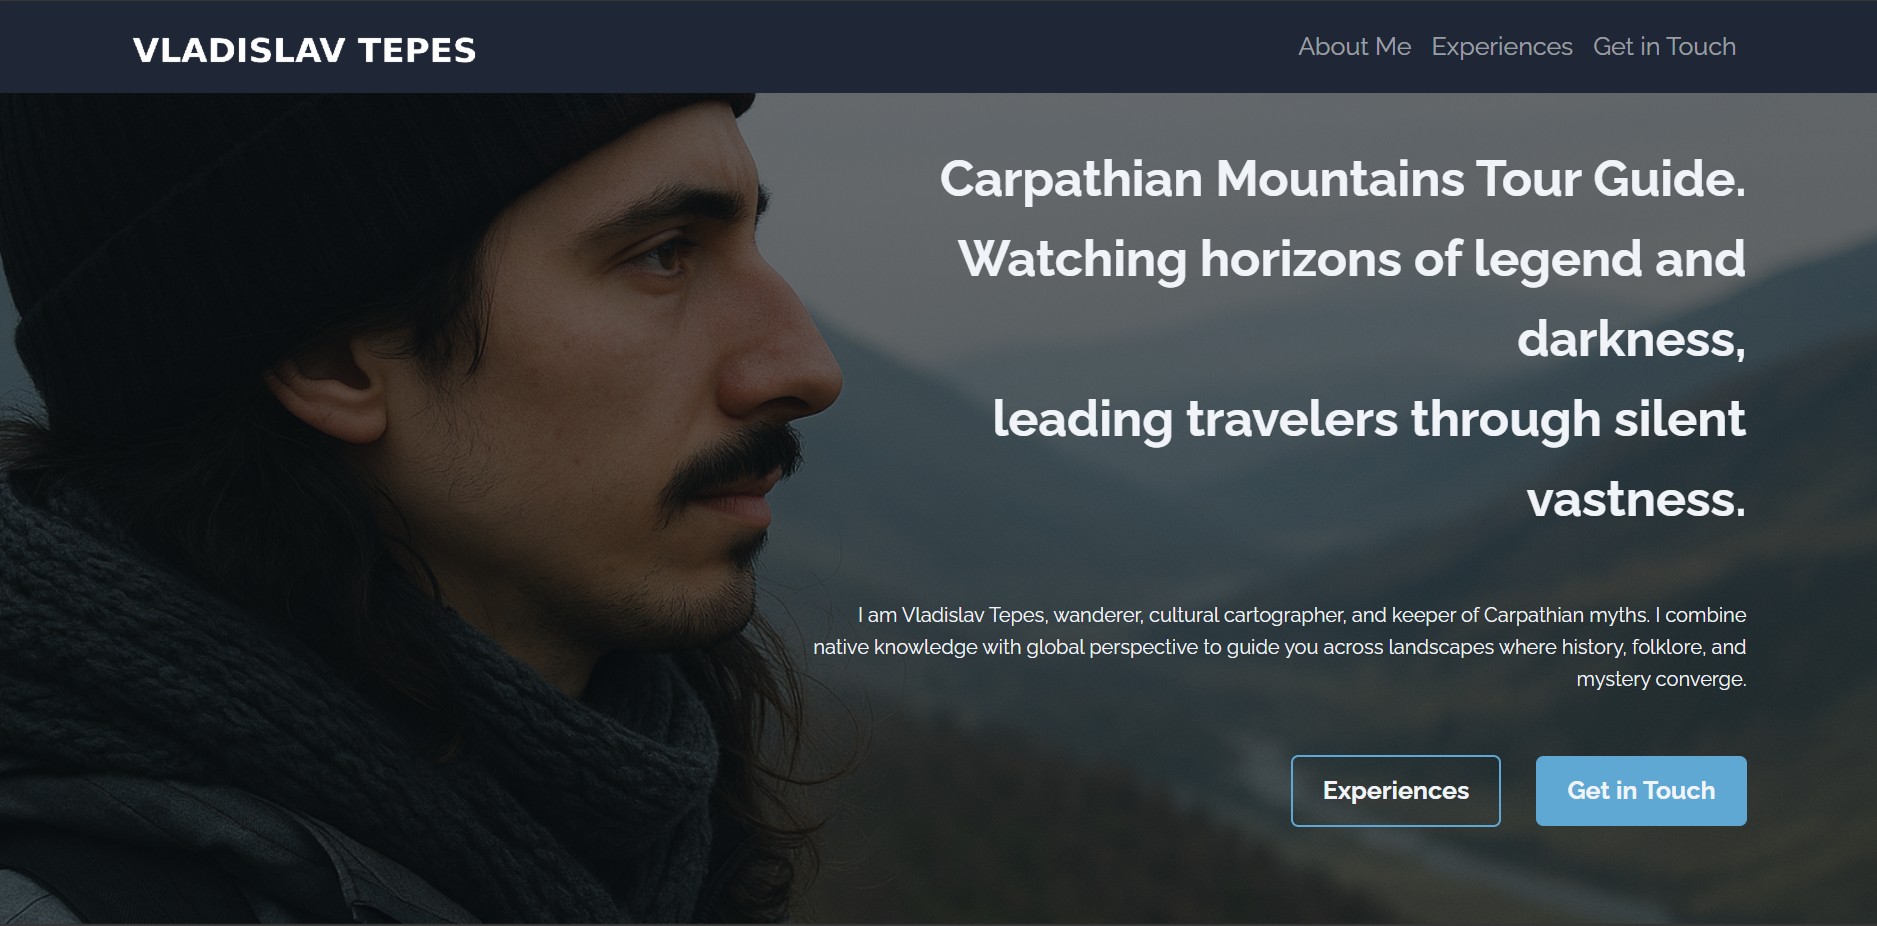 VLADISLAV TEPES
About Me Experiences Get in Touch
Carpathian Mountains Tour Guide.
Watching horizons of legend and
darkness,
leading travelers through silent
vastness.
I am Vladislav Tepes, wanderer, cultural cartographer, and keeper of Carpathian myths. I combine
native knowledge with global perspective to guide you across landscapes where history, folklore, and
mystery converge.
Experiences
Get in Touch